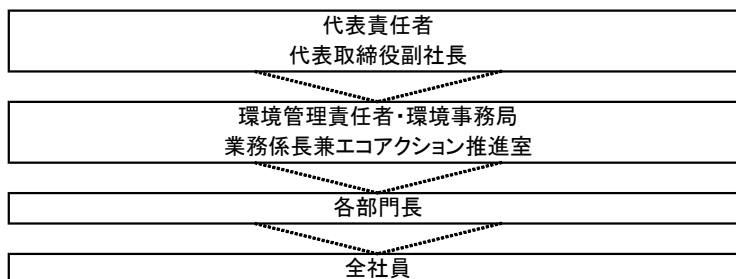 代表責任者
代表取締役副社長
環境管理責任者・環境事務局
業務係長兼エコアクション推進室
各部門長
全社員